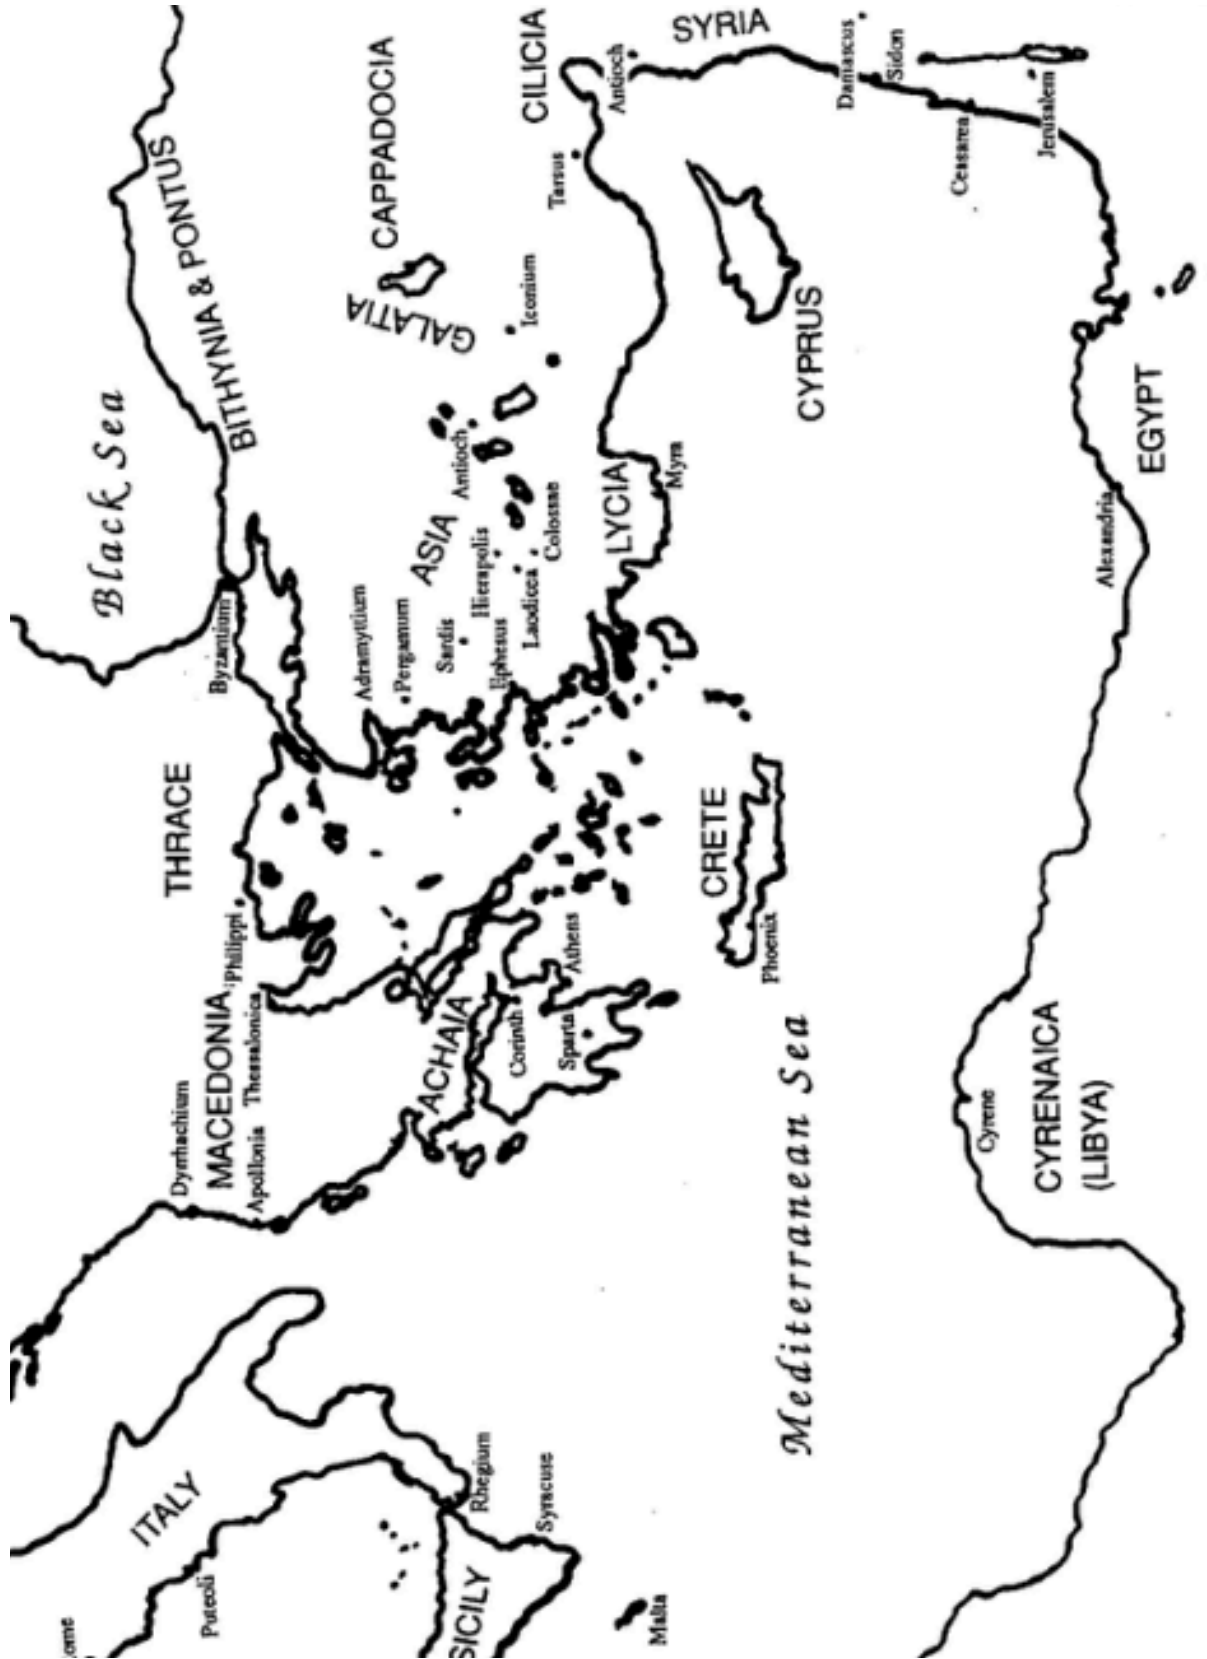 ome
ITALY
Puteoli
SICILY
Rhegium
Syracuse
Malta
Dyrrhachium
MACEDONIA
Apollonia
Thessalonica
Philippi
THRACE
Byzantium
Black Sea
BITHYNIA & PONTUS
ACHAIA
Corinth
Sparta
Athens
Adramyttium
Pergamum
Sardis
ASIA
Hierapolis
Ephesus
Laodicea
Colossae
Antioch
GALATIA
CAPPADOCIA
Iconium
LYCIA
Myra
CILICIA
Tarsus
Antioch
SYRIA
Damascus
Sidon
Ceasarea
Jerusalem
CYPRUS
CRETE
Phoenix
Mediterranean Sea
Cyrene
CYRENAICA
(LIBYA)
Alexandria
EGYPT